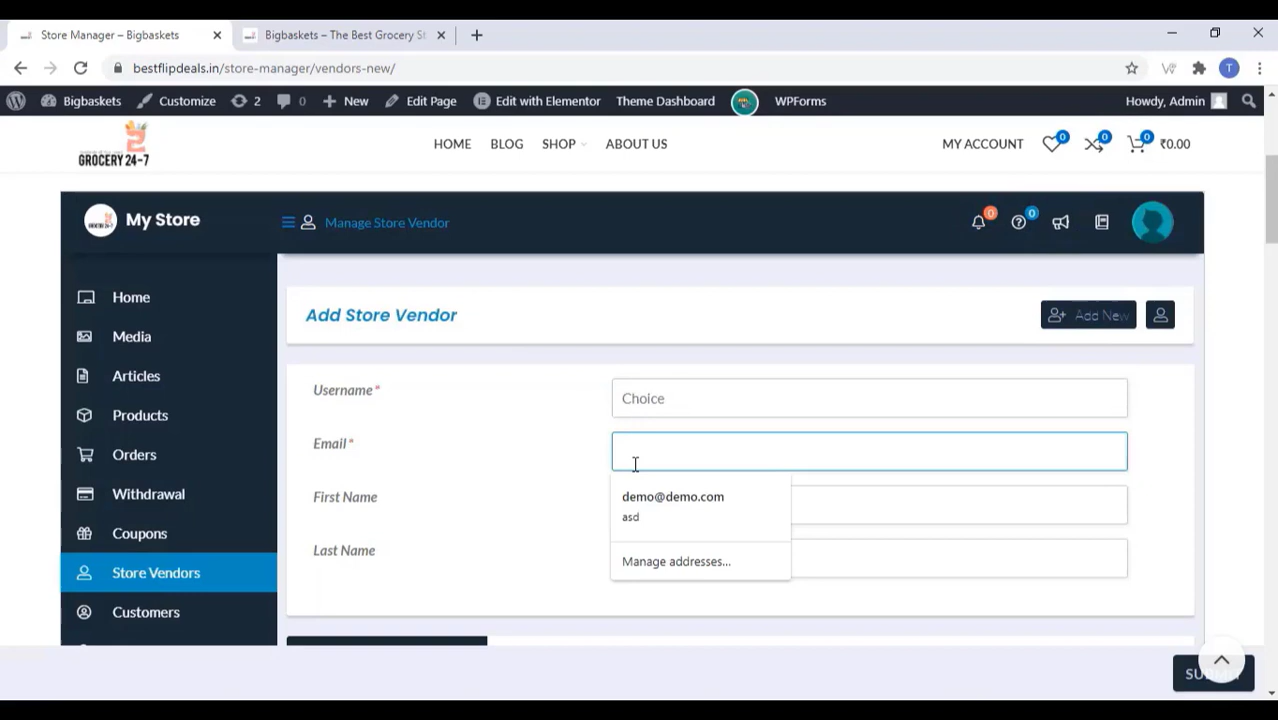 Store Manager – Bigbaskets
Bigbaskets – The Best Grocery St
bestflipdeals.in/store-manager/vendors-new/
T
Bigbaskets
Customize
2
0
New
Edit Page
Edit with Elementor
Theme Dashboard
WPForms
Howdy, Admin
GROCERY 24-7
HOME
BLOG
SHOP
ABOUT US
MY ACCOUNT
0
0
0
₹0.00
My Store
Manage Store Vendor
0
0
Home
Media
Articles
Products
Orders
Withdrawal
Coupons
Store Vendors
Customers
Add Store Vendor
Add New
Username*
Choice
Email*
demo@demo.com
asd
Manage addresses...
First Name
Last Name